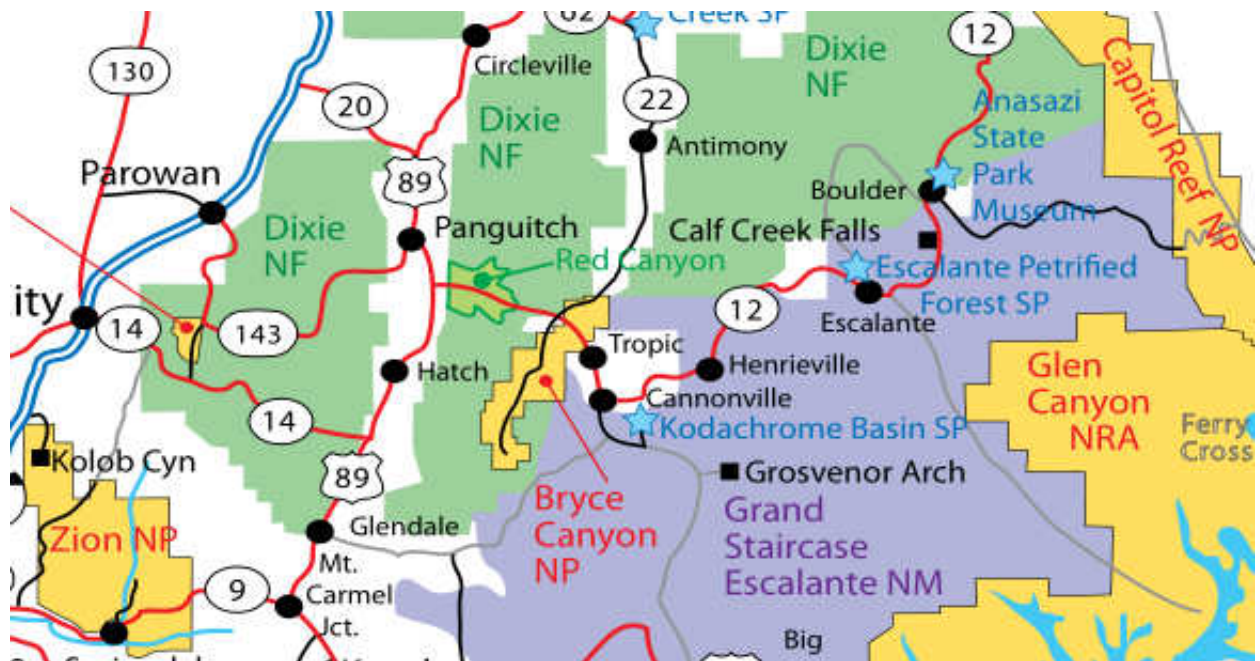 62
Creek SP
12
130
Circleville
Dixie
NF
Capitol Reef NP
20
Dixie
NF
22
Anasazi
State
Park
Museum
Antimony
Parowan
89
Boulder
Dixie
NF
Panguitch
Calf Creek Falls
Red Canyon
Escalante Petrified
Forest SP
ity
14
143
12
Escalante
Tropic
Hatch
Henrieville
Glen
Canyon
NRA
Cannonville
14
Kodachrome Basin SP
Ferry
Cross
Kolob Cyn
89
Grosvenor Arch
Bryce
Canyon
NP
Grand
Staircase
Escalante NM
Glendale
Zion NP
Mt.
Carmel
Jct.
9
Big